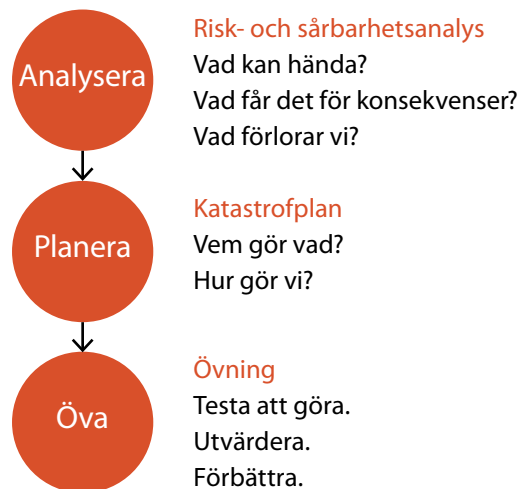 Analysera
Risk- och sårbarhetsanalys
Vad kan hända?
Vad får det för konsekvenser?
Vad förlorar vi?
Planera
Katastrofplan
Vem gör vad?
Hur gör vi?
Öva
Övning
Testa att göra.
Utvärdera.
Förbättra.